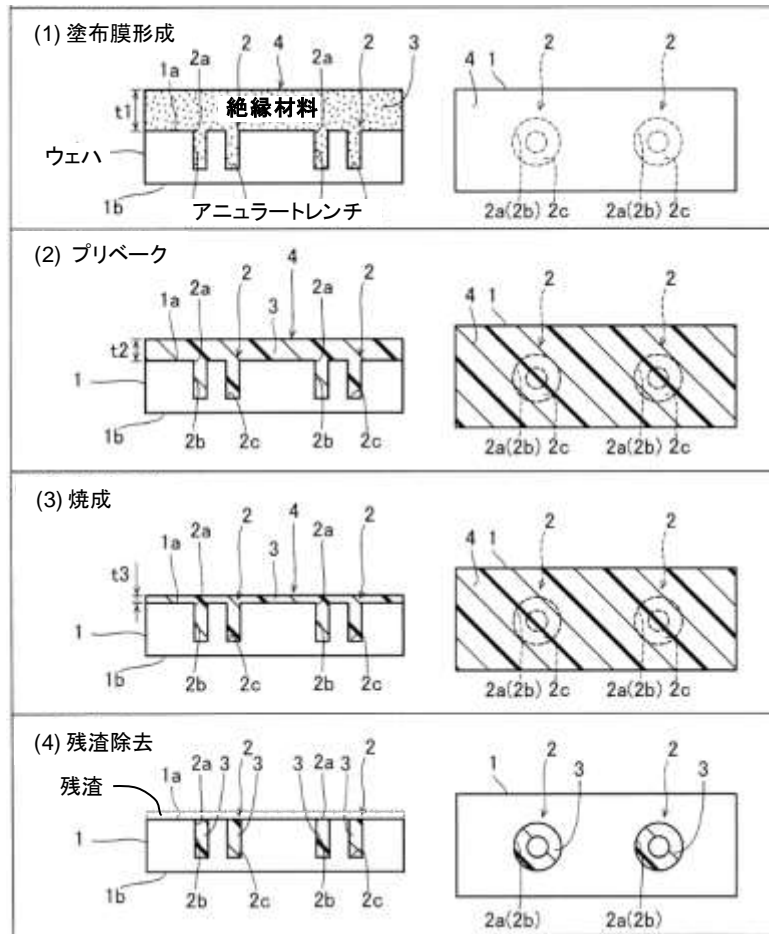 (1) 塗布膜形成
1a 2a 4 2 2a 2 3
t1
絶縁材料
ウェハ
1b
アニュラートレンチ
4 1 2 2
2a(2b) 2c 2a(2b) 2c
(2) プリベーク
1a 2a 2 4 2a 2
t2
3
1
1b
2b 2c 2b 2c
4 1 2 2
2a(2b) 2c 2a(2b) 2c
(3) 焼成
1a 2a 2 3 4 2a 2
t3
1
1b
2b 2c 2b 2c
4 1 2 2
2a(2b) 2c 2a(2b) 2c
(4) 残渣除去
残渣
1a 2a 3 2 3 3 2a 3 2
1
1b
2b 2c 2b 2c
1 2 3 2 3
2a(2b) 2a(2b)